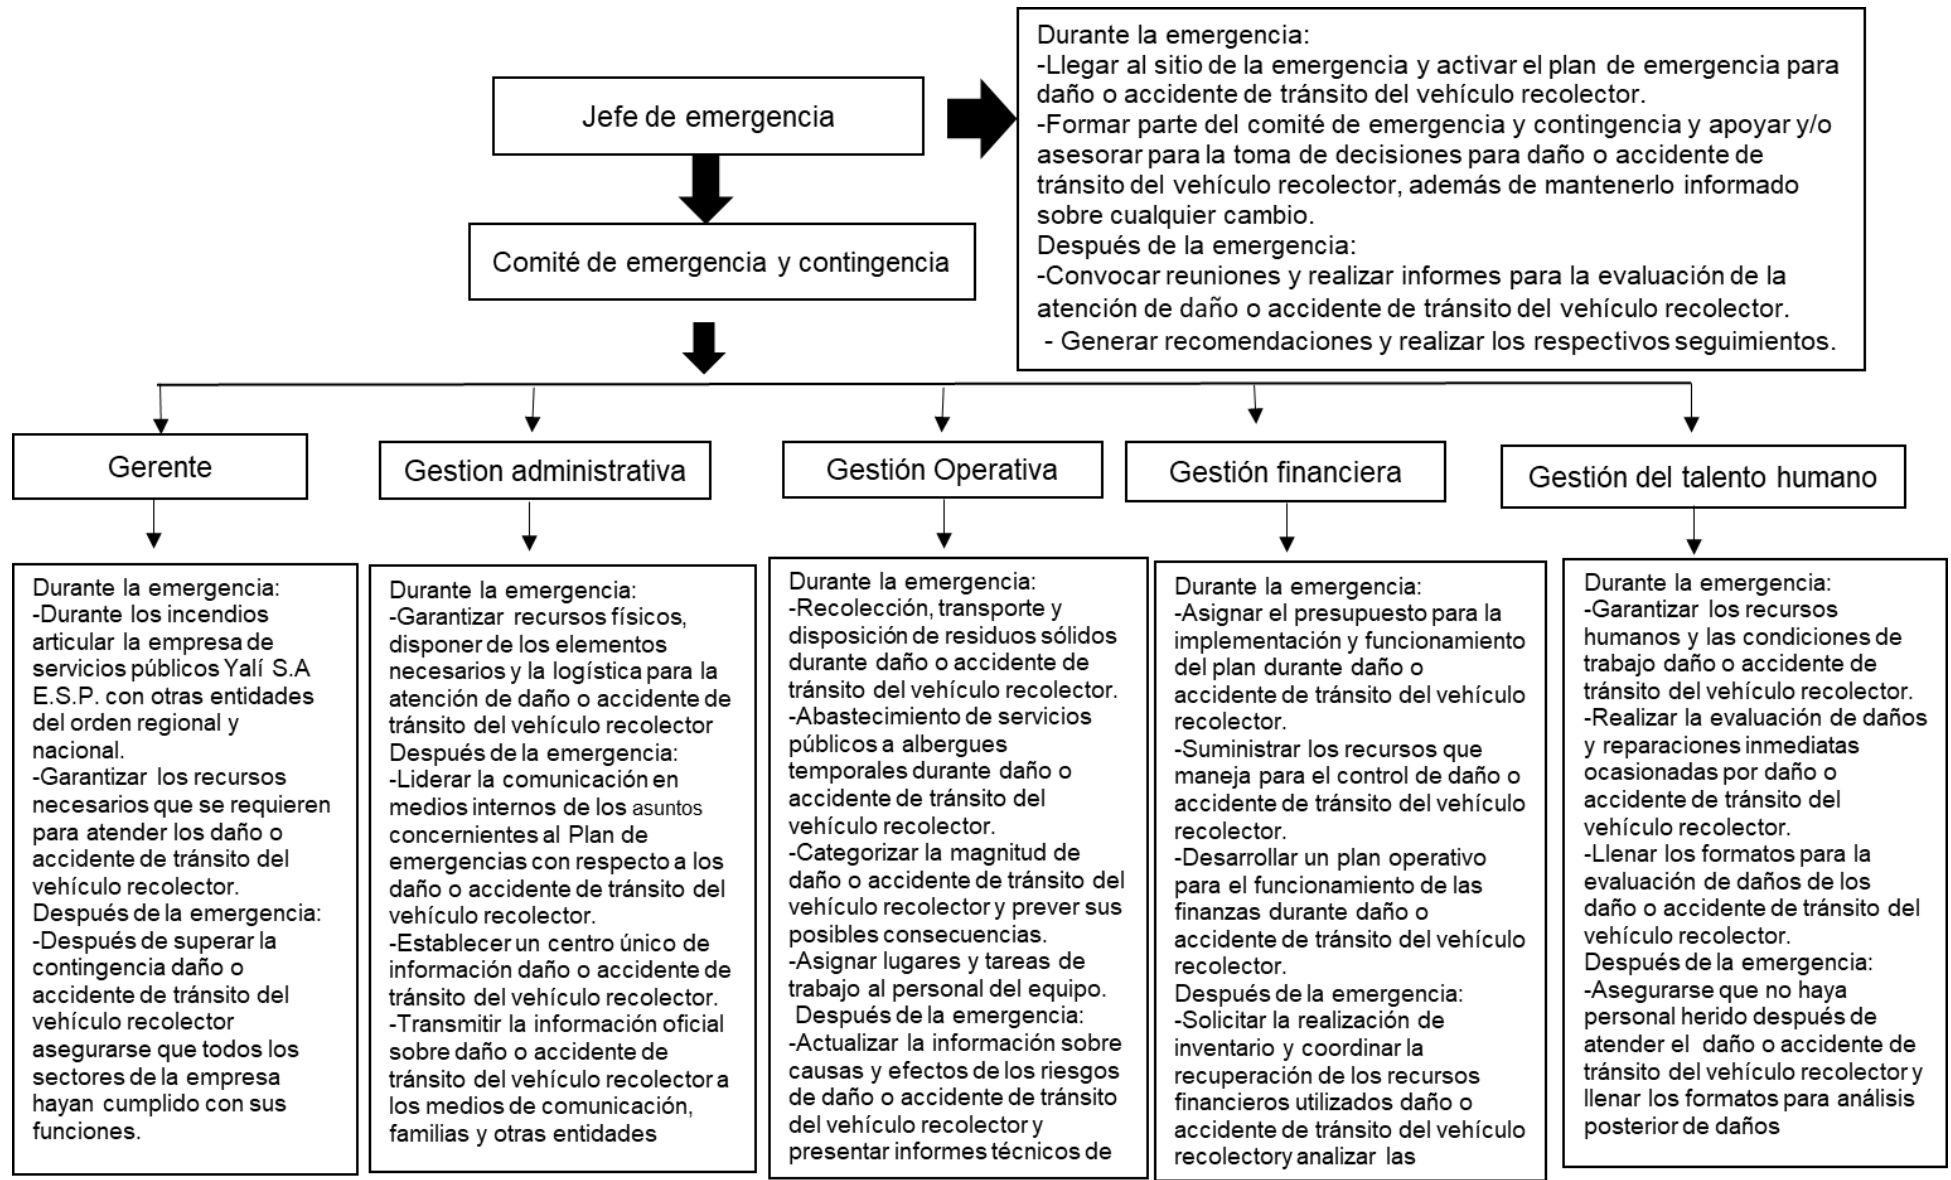 Jefe de emergencia
Durante la emergencia:
-Llegar al sitio de la emergencia y activar el plan de emergencia para
daño o accidente de tránsito del vehículo recolector.
-Formar parte del comité de emergencia y contingencia y apoyar y/o
asesorar para la toma de decisiones para daño o accidente de
tránsito del vehículo recolector, además de mantenerlo informado
sobre cualquier cambio.
Después de la emergencia:
-Convocar reuniones y realizar informes para la evaluación de la
atención de daño o accidente de tránsito del vehículo recolector.
- Generar recomendaciones y realizar los respectivos seguimientos.
Comité de emergencia y contingencia
Gerente
Gestion administrativa
Gestión Operativa
Gestión financiera
Gestión del talento humano
Durante la emergencia:
-Durante los incendios
articular la empresa de
servicios públicos Yalí S.A
E.S.P. con otras entidades
del orden regional y
nacional.
-Garantizar los recursos
necesarios que se requieren
para atender los daño o
accidente de tránsito del
vehículo recolector.
Después de la emergencia:
-Después de superar la
contingencia daño o
accidente de tránsito del
vehículo recolector
asegurarse que todos los
sectores de la empresa
hayan cumplido con sus
funciones.
Durante la emergencia:
-Garantizar recursos físicos,
disponer de los elementos
necesarios y la logística para la
atención de daño o accidente de
tránsito del vehículo recolector
Después de la emergencia:
-Liderar la comunicación en
medios internos de los asuntos
concernientes al Plan de
emergencias con respecto a los
daño o accidente de tránsito del
vehículo recolector.
-Establecer un centro único de
información daño o accidente de
tránsito del vehículo recolector.
-Transmitir la información oficial
sobre daño o accidente de
tránsito del vehículo recolector a
los medios de comunicación,
familias y otras entidades
Durante la emergencia:
-Recolección, transporte y
disposición de residuos sólidos
durante daño o accidente de
tránsito del vehículo recolector.
-Abastecimiento de servicios
públicos a albergues
temporales durante daño o
accidente de tránsito del
vehículo recolector.
-Categorizar la magnitud de
daño o accidente de tránsito del
vehículo recolector y prever sus
posibles consecuencias.
-Asignar lugares y tareas de
trabajo al personal del equipo.
Después de la emergencia:
-Actualizar la información sobre
causas y efectos de los riesgos
de daño o accidente de tránsito
del vehículo recolector y
presentar informes técnicos de
Durante la emergencia:
-Asignar el presupuesto para la
implementación y funcionamiento
del plan durante daño o
accidente de tránsito del vehículo
recolector.
-Suministrar los recursos que
maneja para el control de daño o
accidente de tránsito del vehículo
recolector.
-Desarrollar un plan operativo
para el funcionamiento de las
finanzas durante daño o
accidente de tránsito del vehículo
recolector.
Después de la emergencia:
-Solicitar la realización de
inventario y coordinar la
recuperación de los recursos
financieros utilizados daño o
accidente de tránsito del vehículo
recolectory analizar las
Durante la emergencia:
-Garantizar los recursos
humanos y las condiciones de
trabajo daño o accidente de
tránsito del vehículo recolector.
-Realizar la evaluación de daños
y reparaciones inmediatas
ocasionadas por daño o
accidente de tránsito del
vehículo recolector.
-Llenar los formatos para la
evaluación de daños de los
daño o accidente de tránsito del
vehículo recolector.
Después de la emergencia:
-Asegurarse que no haya
personal herido después de
atender el daño o accidente de
tránsito del vehículo recolector y
llenar los formatos para análisis
posterior de daños